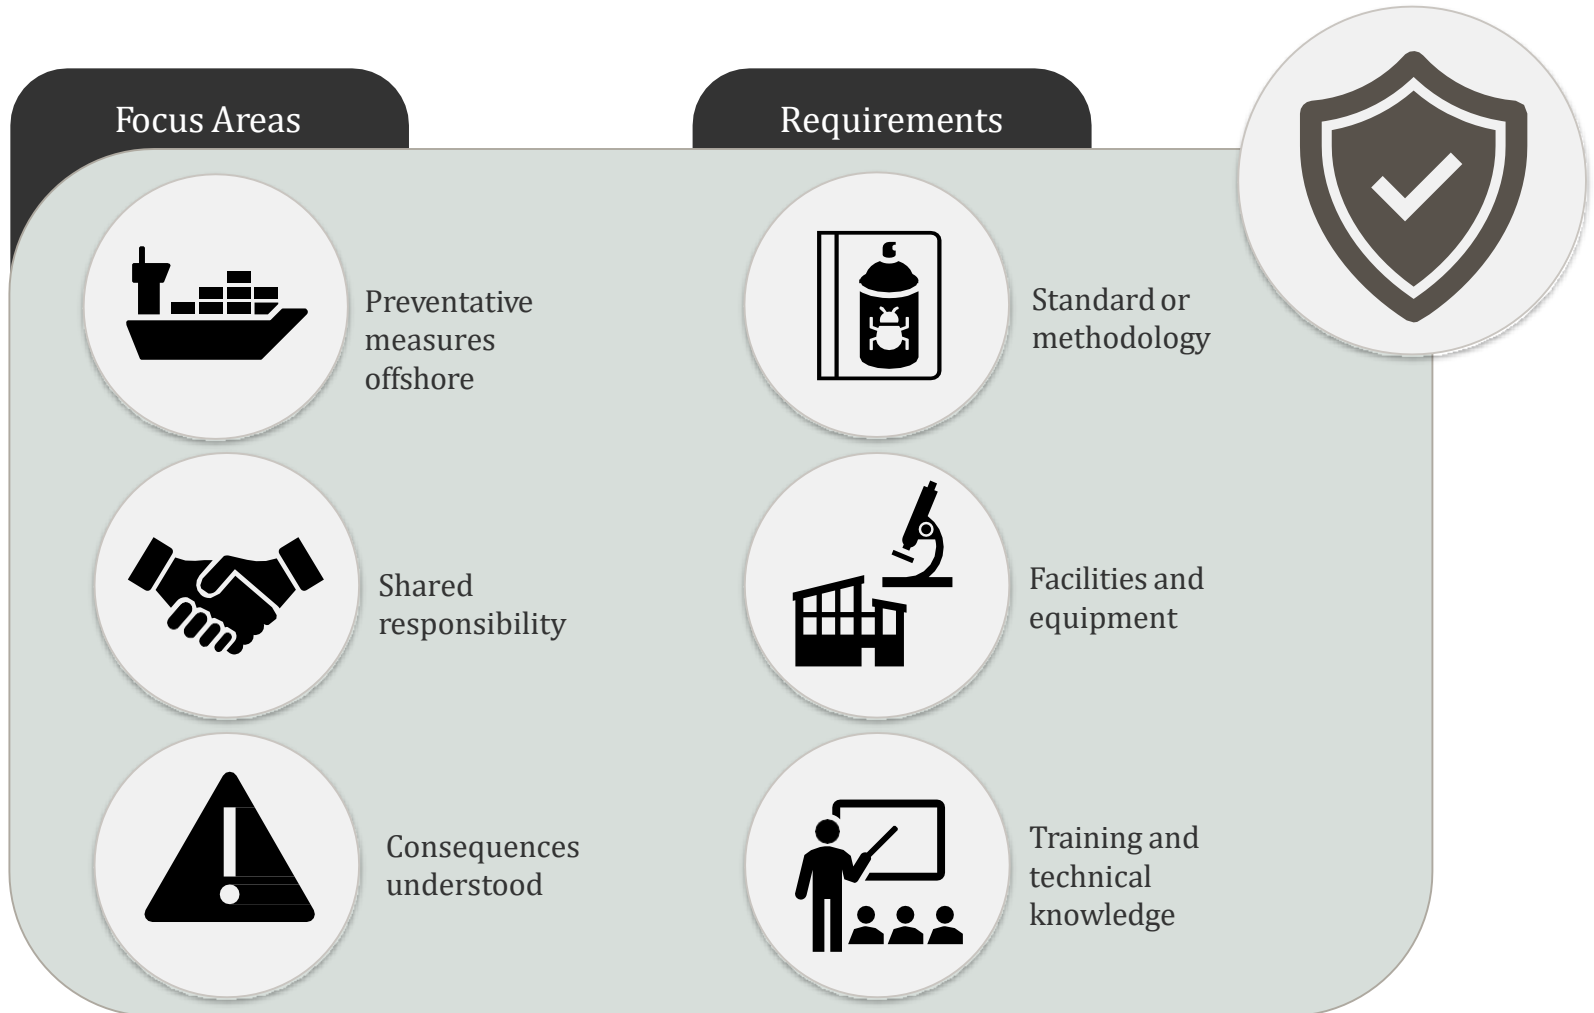 Focus Areas
Requirements
Preventative
measures
offshore
Standard or
methodology
Shared
responsibility
Facilities and
equipment
Consequences
understood
Training and
technical
knowledge